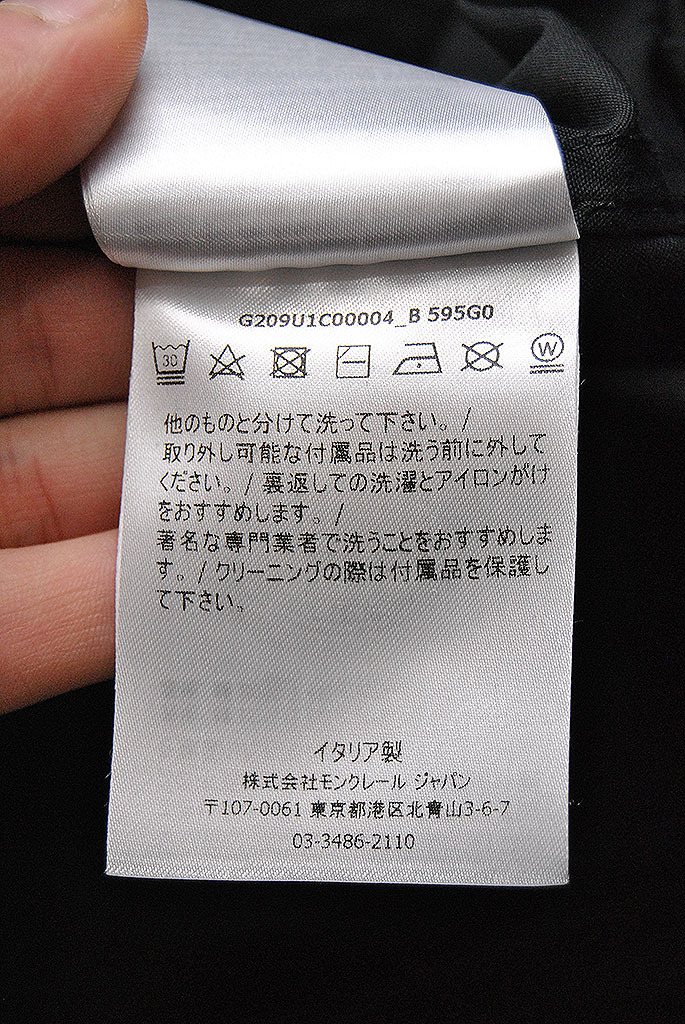 G209U1C00004_B 595G0
30
W
他のものと分けて洗って下さい。/
取り外し可能な付属品は洗う前に外して
ください。/ 裏返しての洗濯とアイロンがけ
をおすすめします。/
著名な専門業者で洗うことをおすすめしま
す。/ クリーニングの際は付属品を保護し
て下さい。
イタリア製
株式会社モンクレール ジャパン
〒107-0061 東京都港区北青山3-6-7
03-3486-2110